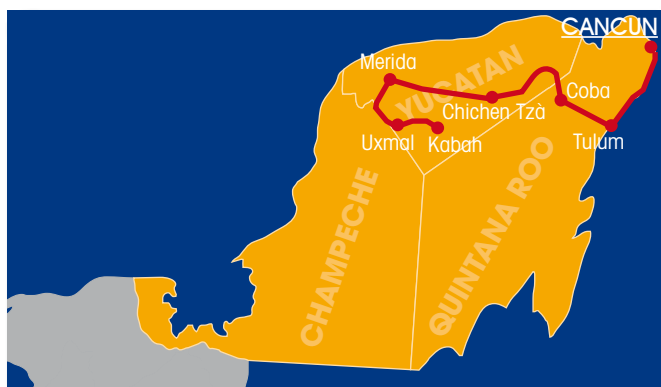 CANCUN
Merida
YUCATAN
Coba
Chichen Tzà
Uxmal
Kabah
Tulum
CHAMPECHE
QUINTANA ROO